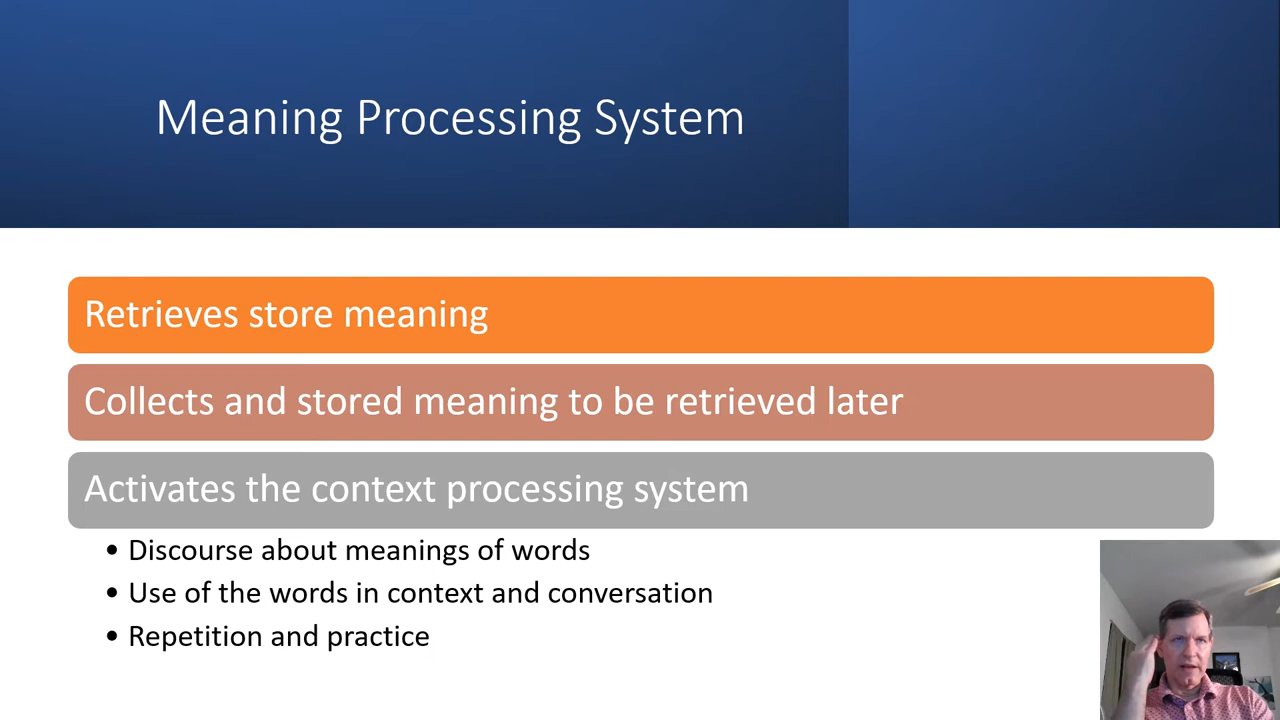 Meaning Processing System
Retrieves store meaning
Collects and stored meaning to be retrieved later
Activates the context processing system
• Discourse about meanings of words
• Use of the words in context and conversation
• Repetition and practice